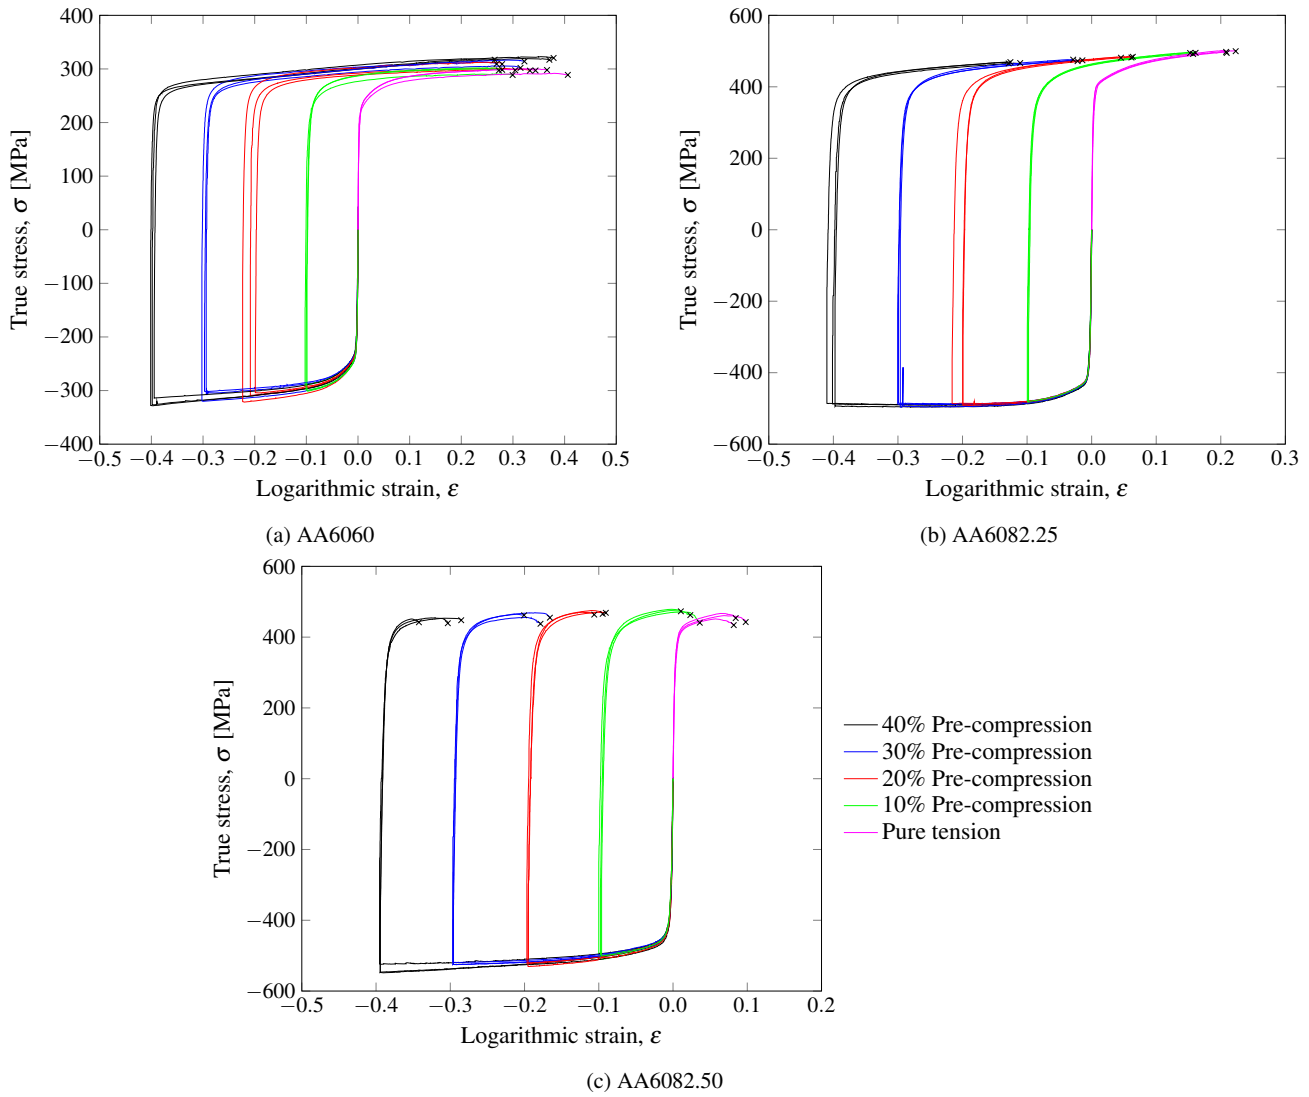 400
300
200
100
0
−100
−200
−300
−400
True stress, σ [MPa]
−0.5 −0.4 −0.3 −0.2 −0.1 0.0 0.1 0.2 0.3 0.4 0.5
Logarithmic strain, ε
(a) AA6060
600
400
200
0
−200
−400
−600
True stress, σ [MPa]
−0.5 −0.4 −0.3 −0.2 −0.1 0.0 0.1 0.2 0.3
Logarithmic strain, ε
(b) AA6082.25
600
400
200
0
−200
−400
−600
True stress, σ [MPa]
−0.5 −0.4 −0.3 −0.2 −0.1 0.0 0.1 0.2
Logarithmic strain, ε
40% Pre-compression
30% Pre-compression
20% Pre-compression
10% Pre-compression
Pure tension
(c) AA6082.50